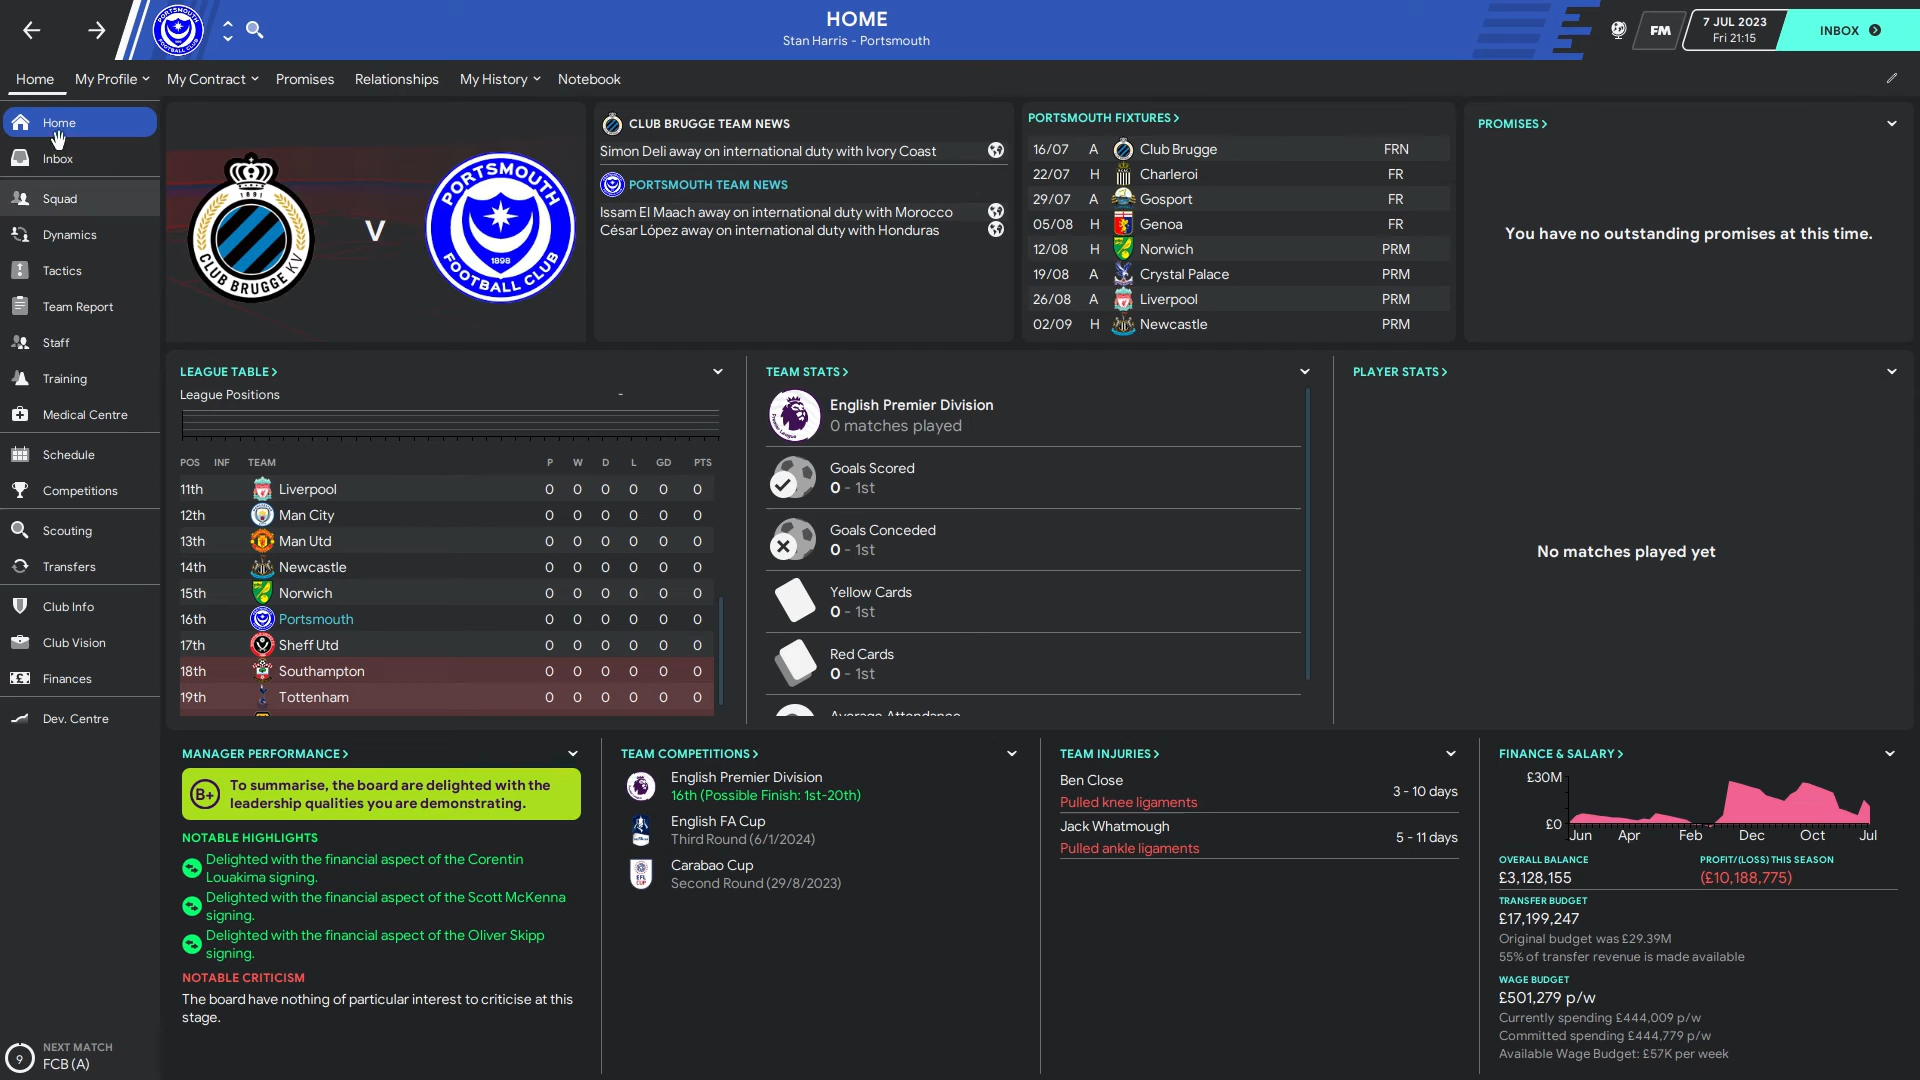 HOME
Stan Harris - Portsmouth
FM
7 JUL 2023
Fri 21:15
INBOX
Home
My Profile
My Contract
Promises
Relationships
My History
Notebook
Home
Inbox
Squad
Dynamics
Tactics
Team Report
Staff
Training
Medical Centre
Schedule
Competitions
Scouting
Transfers
Club Info
Club Vision
Finances
Dev. Centre
9
NEXT MATCH
FCB (A)
1891
CLUB BRUGGE KV
V
PORTSMOUTH
1898
FOOTBALL CLUB
CLUB BRUGGE TEAM NEWS
Simon Deli away on international duty with Ivory Coast
PORTSMOUTH TEAM NEWS
Issam El Maach away on international duty with Morocco
César López away on international duty with Honduras
PORTSMOUTH FIXTURES >
16/07 A Club Brugge FRN
22/07 H Charleroi FR
29/07 A Gosport FR
05/08 H Genoa FR
12/08 H Norwich PRM
19/08 A Crystal Palace PRM
26/08 A Liverpool PRM
02/09 H Newcastle PRM
PROMISES >
You have no outstanding promises at this time.
LEAGUE TABLE >
League Positions -
POS INF TEAM P W D L GD PTS
11th Liverpool 0 0 0 0 0 0
12th Man City 0 0 0 0 0 0
13th Man Utd 0 0 0 0 0 0
14th Newcastle 0 0 0 0 0 0
15th Norwich 0 0 0 0 0 0
16th Portsmouth 0 0 0 0 0 0
17th Sheff Utd 0 0 0 0 0 0
18th Southampton 0 0 0 0 0 0
19th Tottenham 0 0 0 0 0 0
TEAM STATS >
English Premier Division
0 matches played
Goals Scored
0 - 1st
Goals Conceded
0 - 1st
Yellow Cards
0 - 1st
Red Cards
0 - 1st
Average Attendance
PLAYER STATS >
No matches played yet
MANAGER PERFORMANCE >
B+
To summarise, the board are delighted with the
leadership qualities you are demonstrating.
NOTABLE HIGHLIGHTS
Delighted with the financial aspect of the Corentin
Louakima signing.
Delighted with the financial aspect of the Scott McKenna
signing.
Delighted with the financial aspect of the Oliver Skipp
signing.
NOTABLE CRITICISM
The board have nothing of particular interest to criticise at this
stage.
TEAM COMPETITIONS >
English Premier Division
16th (Possible Finish: 1st-20th)
English FA Cup
Third Round (6/1/2024)
Carabao Cup
Second Round (29/8/2023)
TEAM INJURIES >
Ben Close
Pulled knee ligaments
3 - 10 days
Jack Whatmough
Pulled ankle ligaments
5 - 11 days
FINANCE & SALARY >
£30M
£0
Jun Apr Feb Dec Oct Jul
OVERALL BALANCE
£3,128,155
PROFIT/(LOSS) THIS SEASON
(£10,188,775)
TRANSFER BUDGET
£17,199,247
Original budget was £29.39M
55% of transfer revenue is made available
WAGE BUDGET
£501,279 p/w
Currently spending £444,009 p/w
Committed spending £444,779 p/w
Available Wage Budget: £57K per week